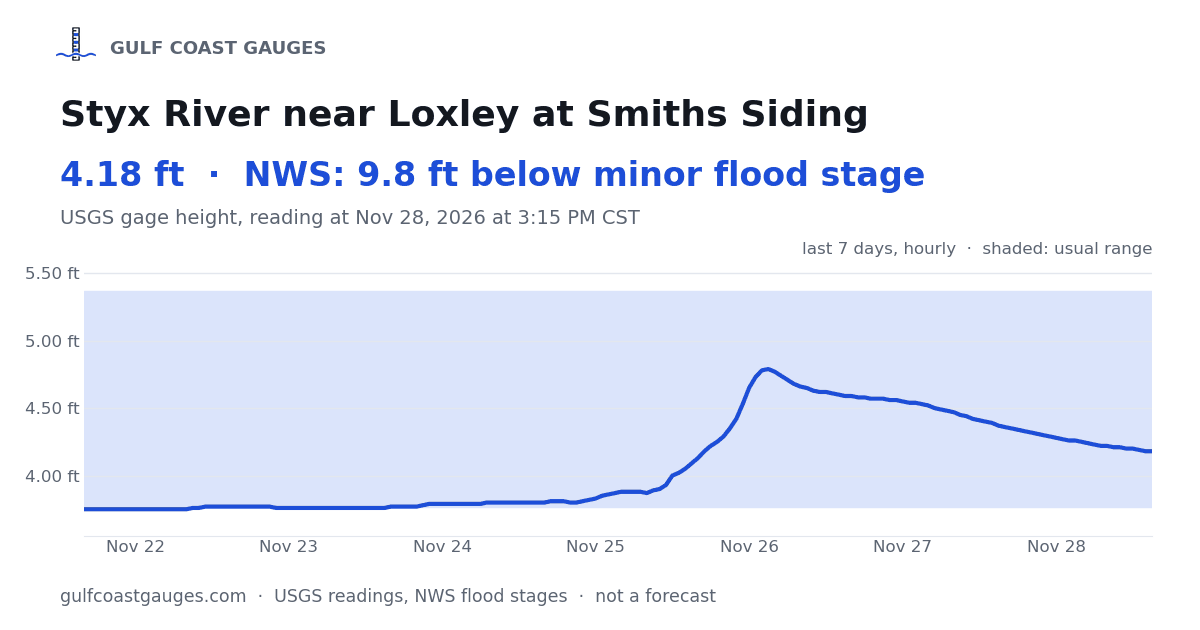 GULF COAST GAUGES
Styx River near Loxley at Smiths Siding
4.18 ft · NWS: 9.8 ft below minor flood stage
USGS gage height, reading at Nov 28, 2026 at 3:15 PM CST
last 7 days, hourly · shaded: usual range
5.50 ft
5.00 ft
4.50 ft
4.00 ft
Nov 22 Nov 23 Nov 24 Nov 25 Nov 26 Nov 27 Nov 28
gulfcoastgauges.com · USGS readings, NWS flood stages · not a forecast